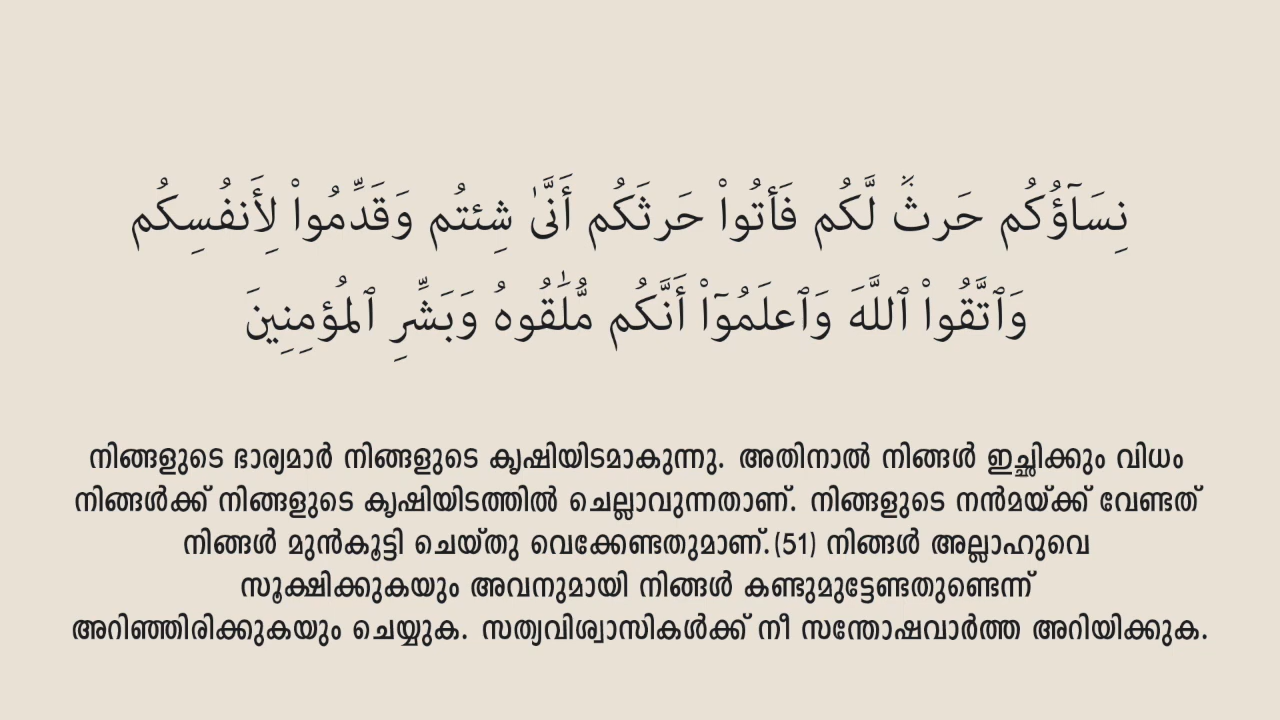 نِسَآؤُكُم حَرثٌ لَّكُم فَأتُواْ حَرثَكُم أَنَّىٰ شِئتُم وَقَدِّمُواْ لِأَنفُسِكُم
وَٱتَّقُواْ ٱللَّهَ وَٱعلَمُوٓاْ أَنَّكُم مُّلَٰقُوهُ وَبَشِّرِ ٱلمُؤمِنِينَ
നിങ്ങളുടെ ഭാര്യമാർ നിങ്ങളുടെ കൃഷിയിടമാകുന്നു. അതിനാൽ നിങ്ങൾ ഇച്ഛിക്കും വിധം
നിങ്ങൾക്ക് നിങ്ങളുടെ കൃഷിയിടത്തിൽ ചെല്ലാവുന്നതാണ്. നിങ്ങളുടെ നൻമയ്ക്ക് വേണ്ടത്
നിങ്ങൾ മുൻകൂട്ടി ചെയ്തു വെക്കേണ്ടതുമാണ്.(51) നിങ്ങൾ അല്ലാഹുവെ
സൂക്ഷിക്കുകയും അവനുമായി നിങ്ങൾ കണ്ടുമുട്ടേണ്ടതുണ്ടെന്ന്
അറിഞ്ഞിരിക്കുകയും ചെയ്യുക. സത്യവിശ്വാസികൾക്ക് നീ സന്തോഷവാർത്ത അറിയിക്കുക.